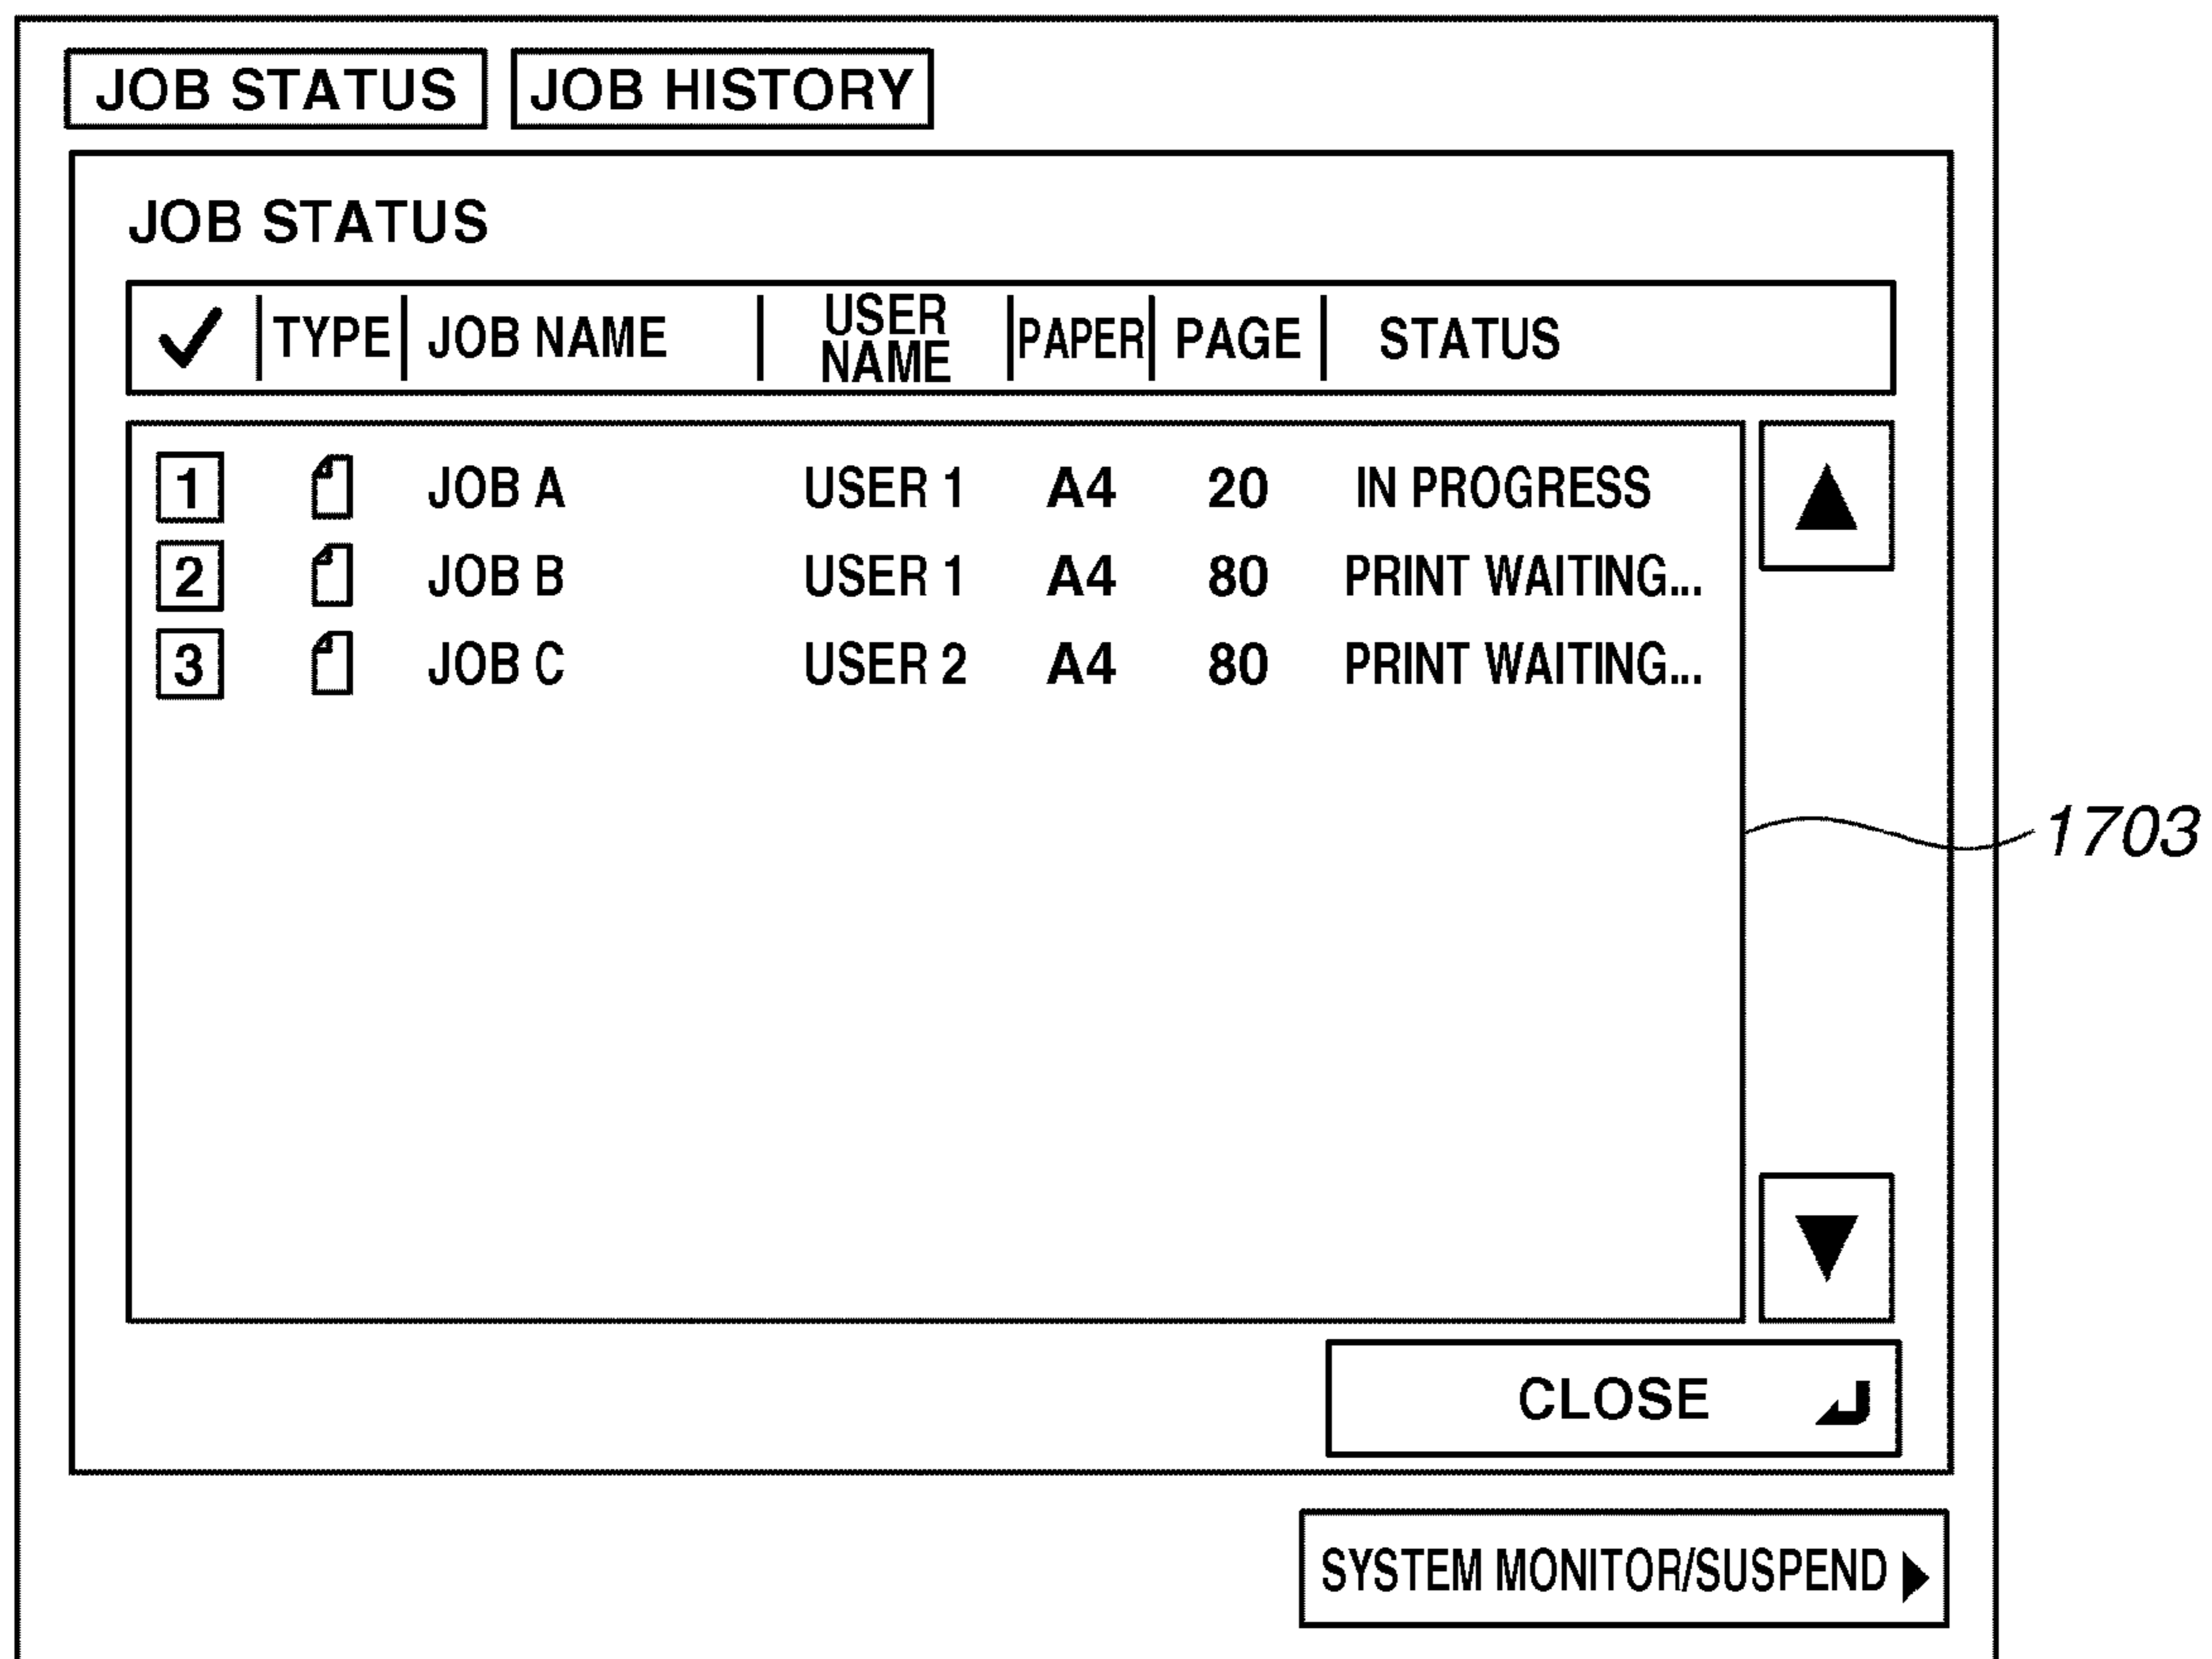 JOB STATUS JOB HISTORY
JOB STATUS
TYPE JOB NAME USER NAME PAPER PAGE STATUS
1 JOB A USER 1 A4 20 IN PROGRESS
2 JOB B USER 1 A4 80 PRINT WAITING...
3 JOB C USER 2 A4 80 PRINT WAITING...
1703
CLOSE
SYSTEM MONITOR/SUSPEND